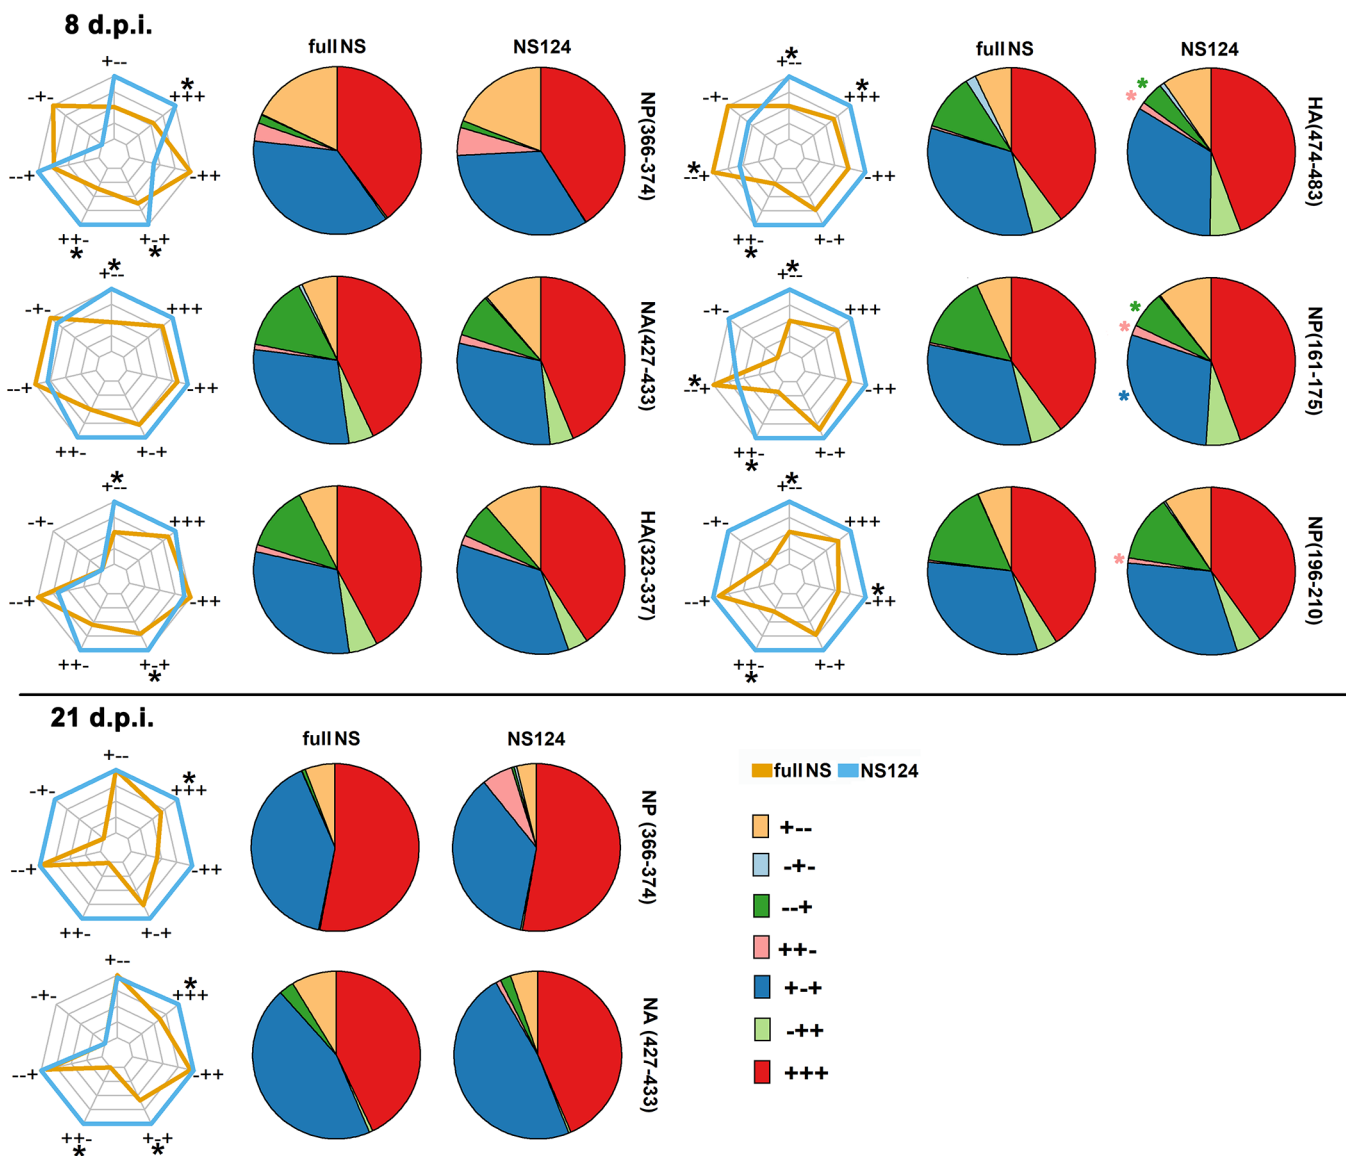 8 d.p.i.
full NS NS124 full NS NS124
+-- +++ -++ +-+ ++- --+ -+-
* * *
NP(366-374)
+-- +++ -++ +-+ ++- --+ -+-
* * * *
* *
HA(474-483)
+-- +++ -++ +-+ ++- --+ -+-
*
NA(427-433)
+-- +++ -++ +-+ ++- --+ -+-
* * *
* * *
NP(161-175)
+-- +++ -++ +-+ ++- --+ -+-
* *
HA(323-337)
+-- +++ -++ +-+ ++- --+ -+-
* * *
*
NP(196-210)
21 d.p.i.
full NS NS124
+-- +++ -++ +-+ ++- --+ -+-
*
NP (366-374)
+-- +++ -++ +-+ ++- --+ -+-
* * *
NA (427-433)
full NS NS124
+--
-+-
--+
++-
+-+
-++
+++